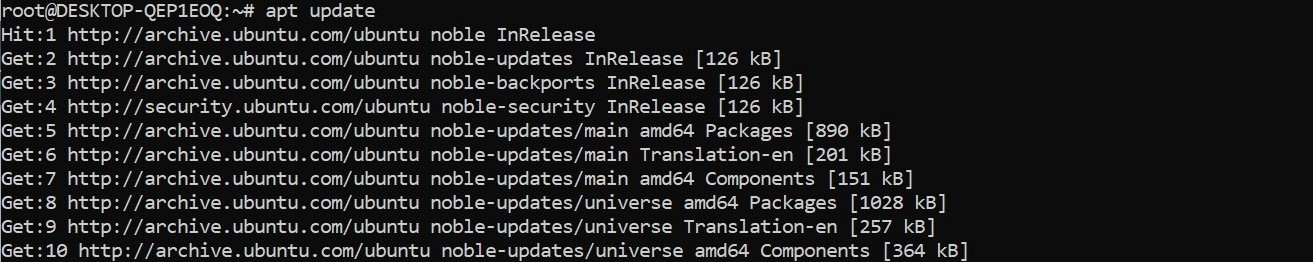 root@DESKTOP-QEP1EOQ:~# apt update
Hit:1 http://archive.ubuntu.com/ubuntu noble InRelease
Get:2 http://archive.ubuntu.com/ubuntu noble-updates InRelease [126 kB]
Get:3 http://archive.ubuntu.com/ubuntu noble-backports InRelease [126 kB]
Get:4 http://security.ubuntu.com/ubuntu noble-security InRelease [126 kB]
Get:5 http://archive.ubuntu.com/ubuntu noble-updates/main amd64 Packages [890 kB]
Get:6 http://archive.ubuntu.com/ubuntu noble-updates/main Translation-en [201 kB]
Get:7 http://archive.ubuntu.com/ubuntu noble-updates/main amd64 Components [151 kB]
Get:8 http://archive.ubuntu.com/ubuntu noble-updates/universe amd64 Packages [1028 kB]
Get:9 http://archive.ubuntu.com/ubuntu noble-updates/universe Translation-en [257 kB]
Get:10 http://archive.ubuntu.com/ubuntu noble-updates/universe amd64 Components [364 kB]